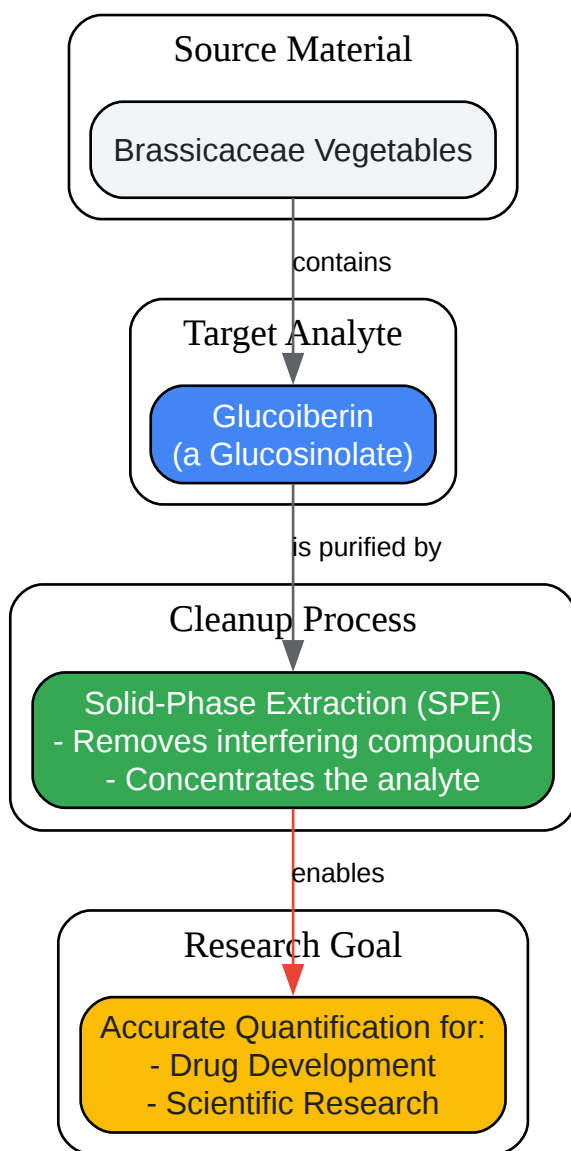 Source Material
Brassicaceae Vegetables
contains
Target Analyte
Glucoiberin
(a Glucosinolate)
is purified by
Cleanup Process
Solid-Phase Extraction (SPE)
- Removes interfering compounds
- Concentrates the analyte
enables
Research Goal
Accurate Quantification for:
- Drug Development
- Scientific Research